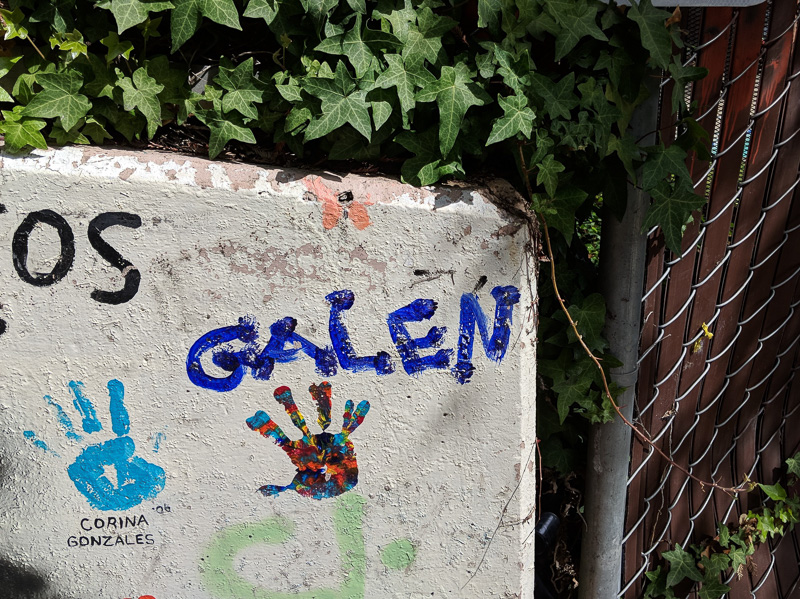 OS
GALEN
CORINA '06
GONZALES
d.